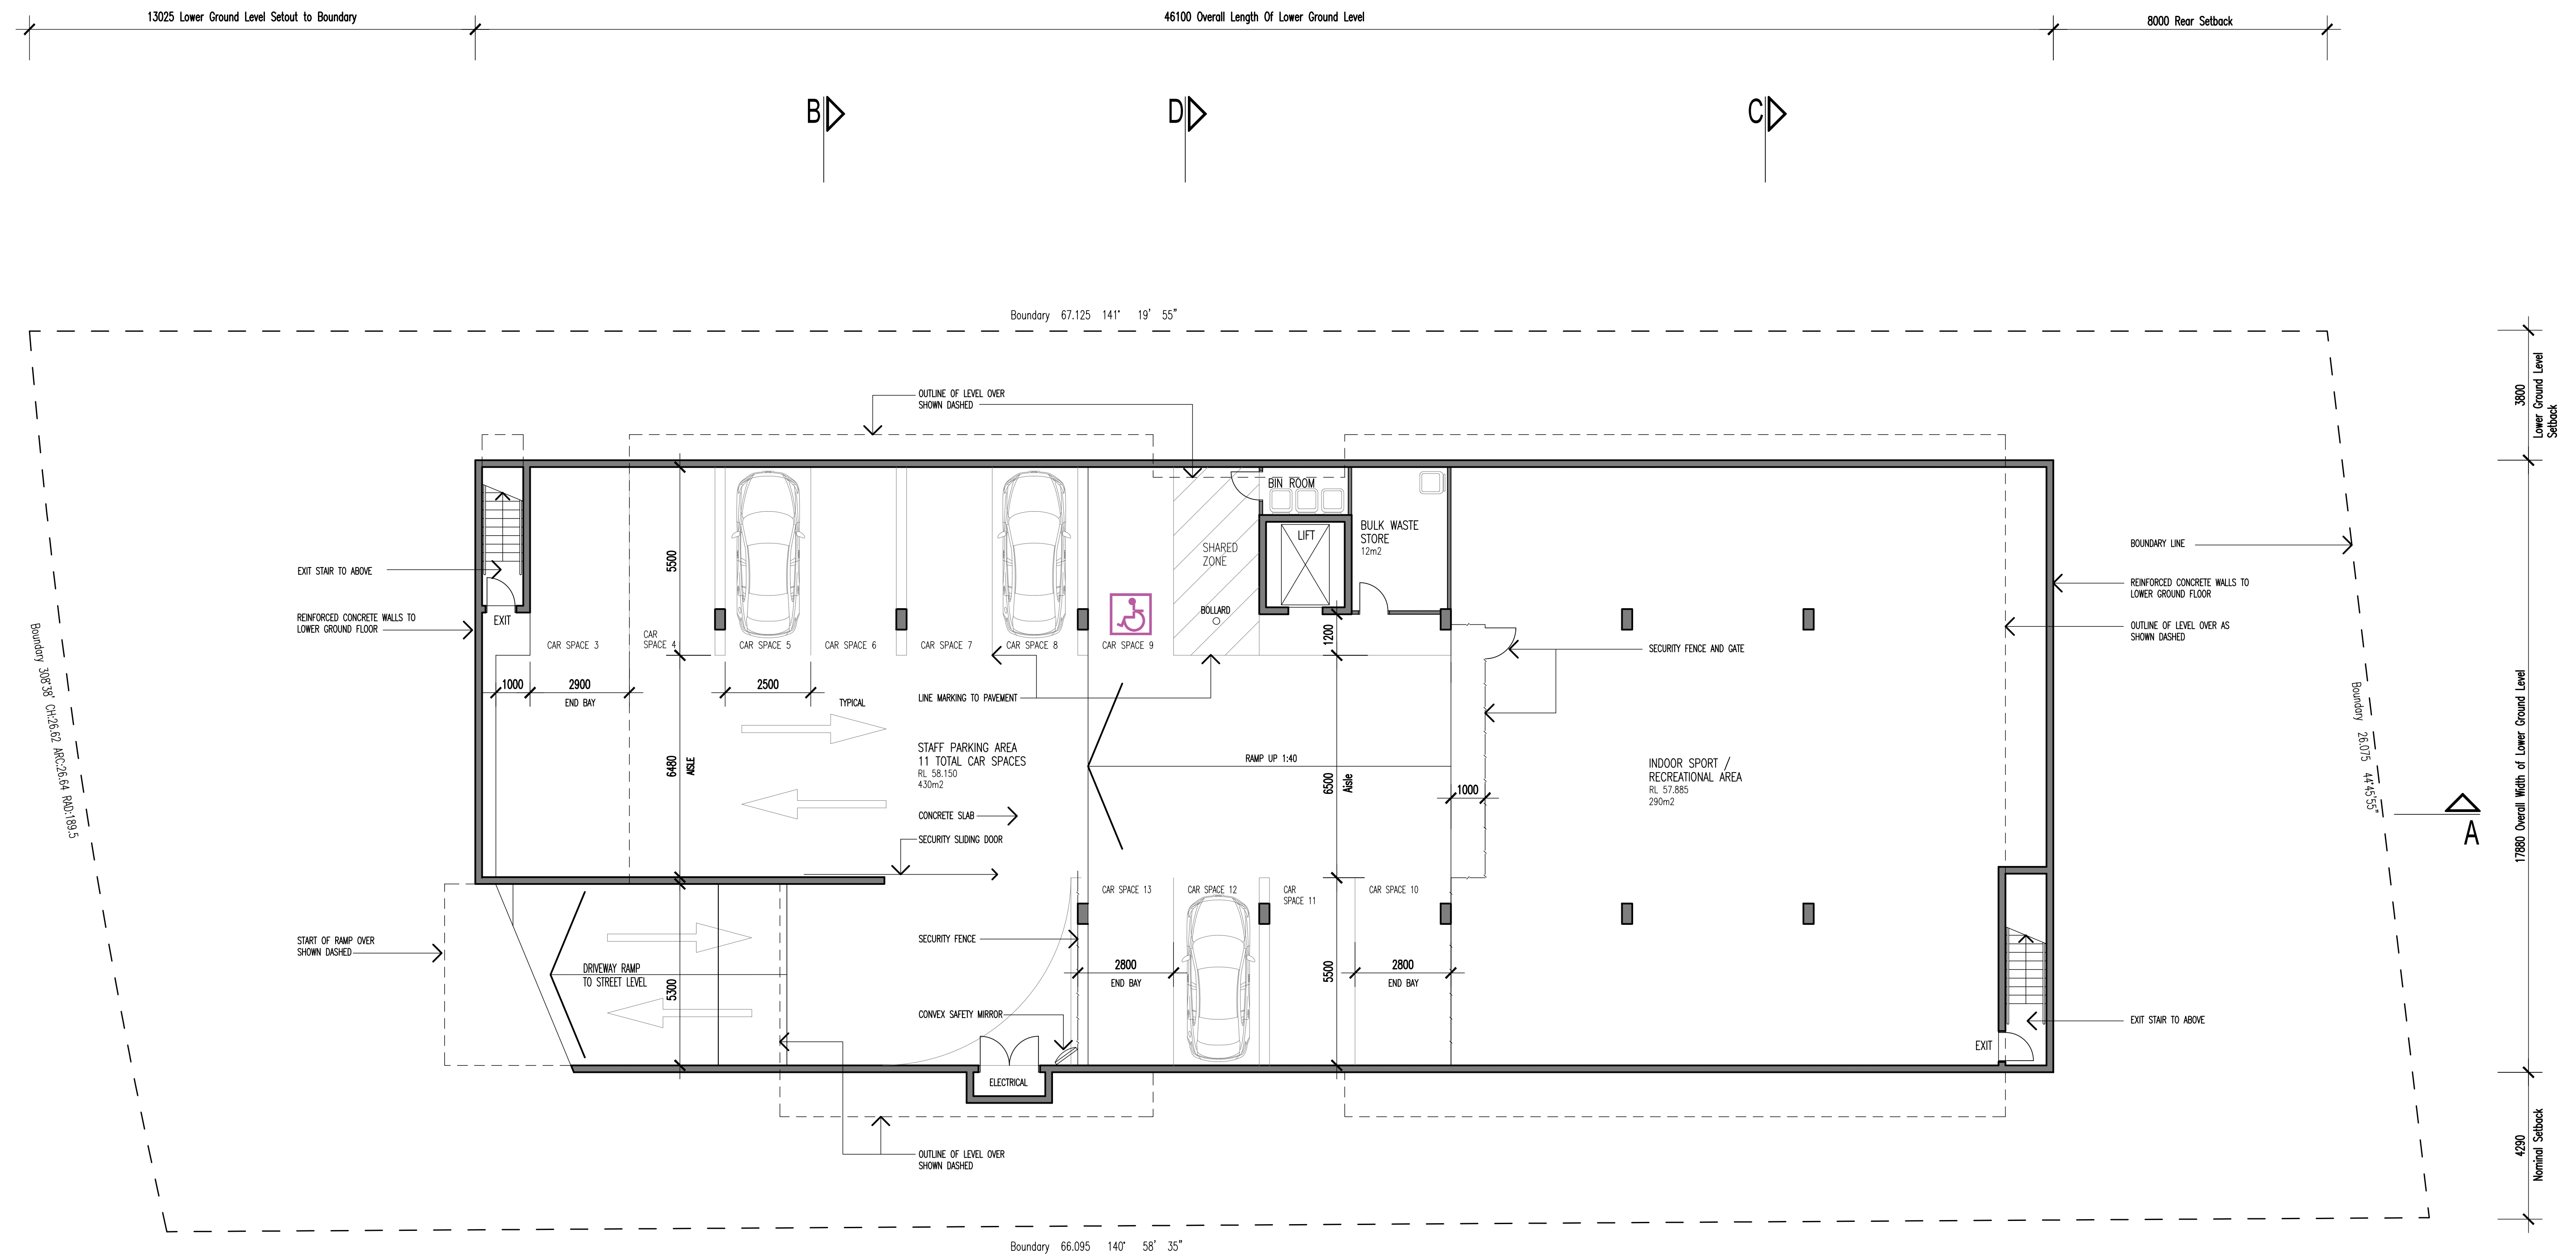 13025 Lower Ground Level Setout to Boundary
46100 Overall Length Of Lower Ground Level
8000 Rear Setback
B
D
C
Boundary 67.125 141° 19' 55"
3800
Lower Ground Level
Setback
OUTLINE OF LEVEL OVER
SHOWN DASHED
BIN ROOM
LIFT
BULK WASTE
STORE
12m2
SHARED
ZONE
BOLLARD
5500
1200
EXIT STAIR TO ABOVE
REINFORCED CONCRETE WALLS TO
LOWER GROUND FLOOR
EXIT
CAR SPACE 3
CAR
SPACE 4
CAR SPACE 5
CAR SPACE 6
CAR SPACE 7
CAR SPACE 8
CAR SPACE 9
BOUNDARY LINE
REINFORCED CONCRETE WALLS TO
LOWER GROUND FLOOR
OUTLINE OF LEVEL OVER AS
SHOWN DASHED
SECURITY FENCE AND GATE
1000
2900
END BAY
2500
TYPICAL
LINE MARKING TO PAVEMENT
Boundary 308°38' CH:26.62 ARC:26.64 RAD:189.5
Boundary 26.075 44°45'55"
6480
AISLE
STAFF PARKING AREA
11 TOTAL CAR SPACES
RL 58.150
430m2
RAMP UP 1:40
6500
Aisle
1000
INDOOR SPORT /
RECREATIONAL AREA
RL 57.885
290m2
17880 Overall Width of Lower Ground Level
A
CONCRETE SLAB
SECURITY SLIDING DOOR
CAR SPACE 13
CAR SPACE 12
CAR
SPACE 11
CAR SPACE 10
START OF RAMP OVER
SHOWN DASHED
SECURITY FENCE
DRIVEWAY RAMP
TO STREET LEVEL
5300
2800
END BAY
5500
2800
END BAY
CONVEX SAFETY MIRROR
EXIT STAIR TO ABOVE
EXIT
ELECTRICAL
OUTLINE OF LEVEL OVER
SHOWN DASHED
4290
Nominal Setback
Boundary 66.095 140° 58' 35"